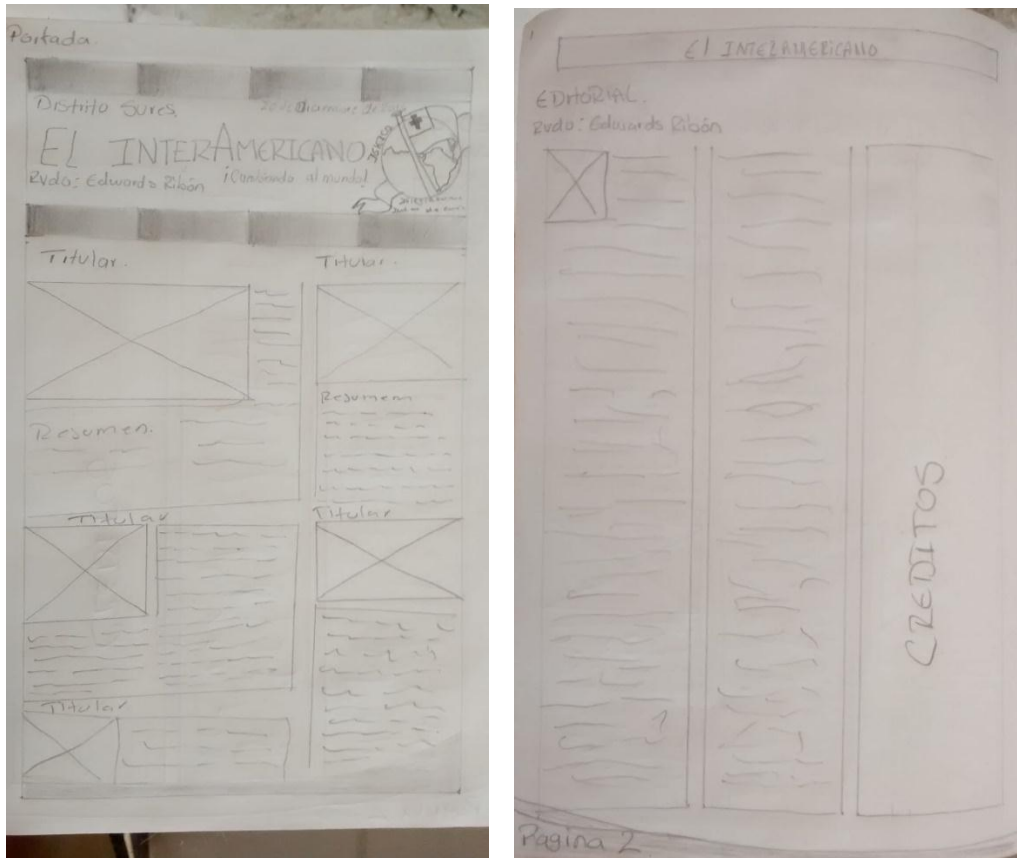 Portada.
Distrito Sures,
EL INTERAMERICANO
Rvdo: Edwards Ribón ¡Cambiando al mundo!
IGLESIA
Titular.
Titular.
Resumen.
Resumen
Titular
Titular
Titular
El INTERAMERICANO
EDITORIAL.
Rvdo: Edwards Ribón
CREDITOS
Pagina 2